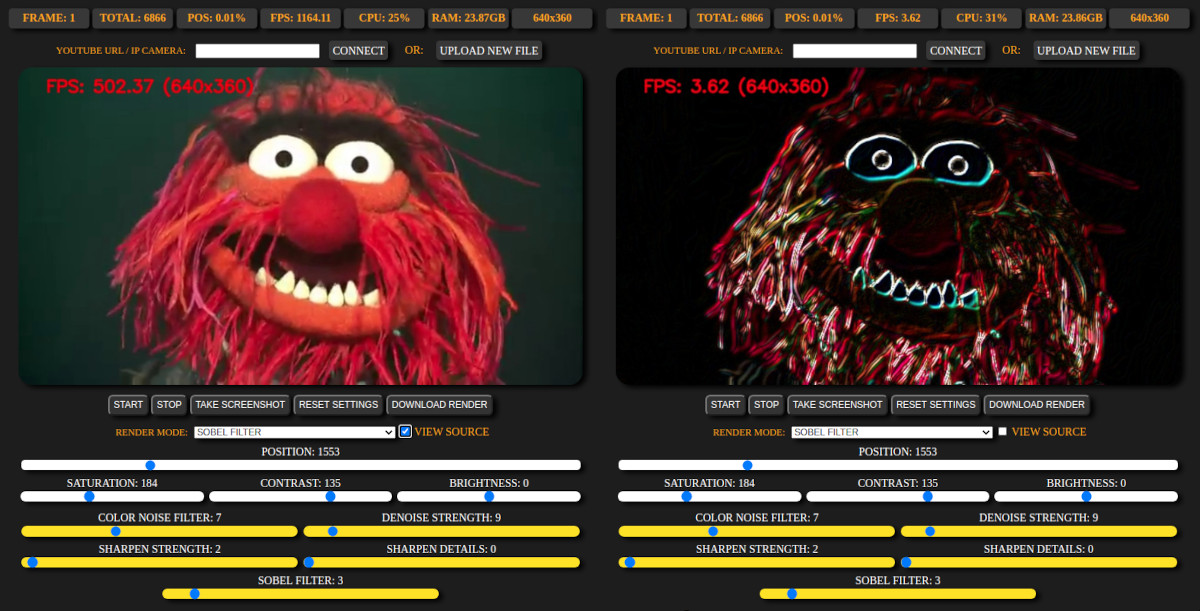 FRAME: 1 TOTAL: 6866 POS: 0.01% FPS: 1164.11 CPU: 25% RAM: 23.87GB 640x360
YOUTUBE URL / IP CAMERA: CONNECT OR: UPLOAD NEW FILE
FPS: 502.37 (640x360)
START STOP TAKE SCREENSHOT RESET SETTINGS DOWNLOAD RENDER
RENDER MODE: SOBEL FILTER VIEW SOURCE
POSITION: 1553
SATURATION: 184 CONTRAST: 135 BRIGHTNESS: 0
COLOR NOISE FILTER: 7 DENOISE STRENGTH: 9
SHARPEN STRENGTH: 2 SHARPEN DETAILS: 0
SOBEL FILTER: 3
FRAME: 1 TOTAL: 6866 POS: 0.01% FPS: 3.62 CPU: 31% RAM: 23.86GB 640x360
YOUTUBE URL / IP CAMERA: CONNECT OR: UPLOAD NEW FILE
FPS: 3.62 (640x360)
START STOP TAKE SCREENSHOT RESET SETTINGS DOWNLOAD RENDER
RENDER MODE: SOBEL FILTER VIEW SOURCE
POSITION: 1553
SATURATION: 184 CONTRAST: 135 BRIGHTNESS: 0
COLOR NOISE FILTER: 7 DENOISE STRENGTH: 9
SHARPEN STRENGTH: 2 SHARPEN DETAILS: 0
SOBEL FILTER: 3